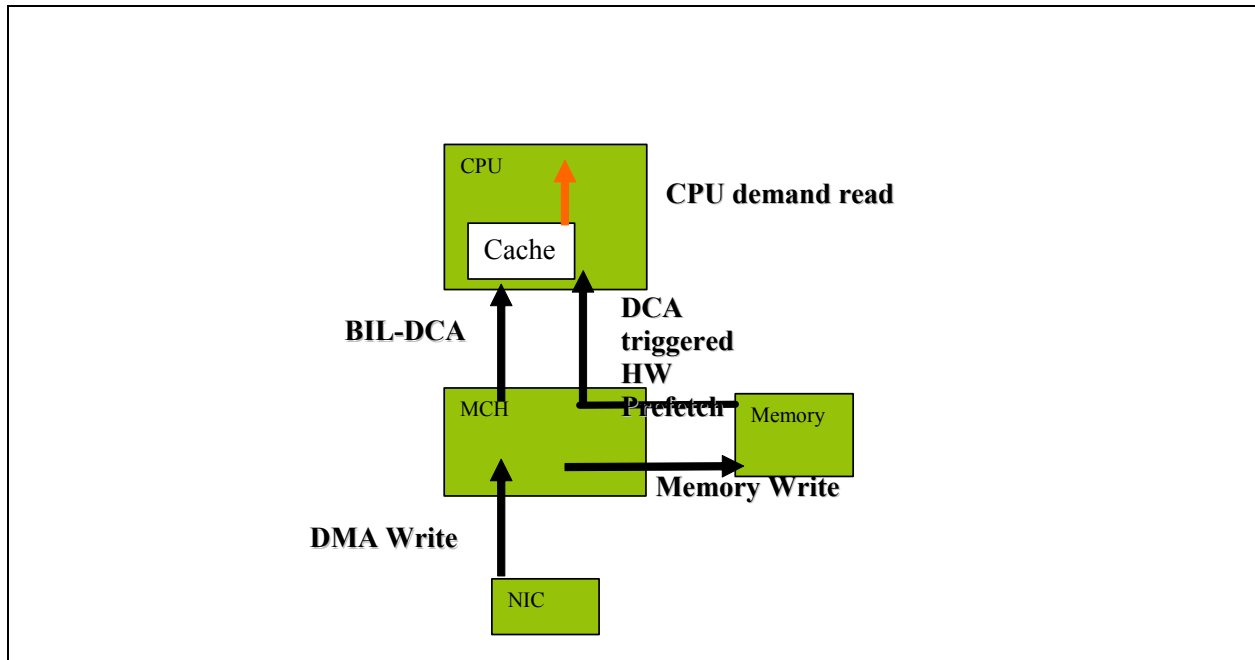 CPU
CPU demand read
Cache
BIL-DCA
DCA
triggered
HW
Prefetch
MCH
Memory
Memory Write
DMA Write
NIC